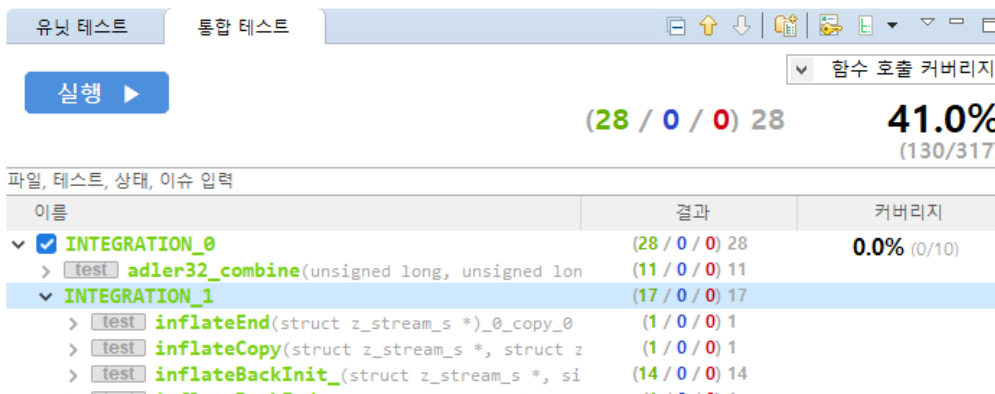 유닛 테스트 통합 테스트
함수 호출 커버리지
실행
(28 / 0 / 0) 28 41.0%
(130/317
파일, 테스트, 상태, 이슈 입력
이름 결과 커버리지
INTEGRATION_0 (28 / 0 / 0) 28 0.0% (0/10)
test adler32_combine(unsigned long, unsigned lon (11 / 0 / 0) 11
INTEGRATION_1 (17 / 0 / 0) 17
test inflateEnd(struct z_stream_s *)_0_copy_0 (1 / 0 / 0) 1
test inflateCopy(struct z_stream_s *, struct z (1 / 0 / 0) 1
test inflateBackInit_(struct z_stream_s *, si (14 / 0 / 0) 14